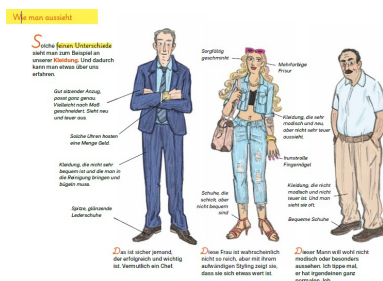 Wie man aussieht
Solche feinen Unterschiede
sieht man zum Beispiel an
unserer Kleidung. Und dadurch
kann man etwas über uns
erfahren.
Gut sitzender Anzug,
passt ganz genau.
Vielleicht nach Maß
geschneidert. Sieht neu
und teuer aus.
Solche Uhren kosten
eine Menge Geld.
Kleidung, die nicht sehr
bequem ist und die man in
die Reinigung bringen und
bügeln muss.
Spitze, glänzende
Lederschuhe
Das ist sicher jemand,
der erfolgreich und wichtig
ist. Vermutlich ein Chef.
Sorgfältig
geschminkt
Mehrfarbige
Frisur
Kleidung, die sehr
modisch und neu,
aber nicht sehr teuer
aussieht.
kunstvolle
Fingernägel
Schuhe, die
schick, aber
nicht bequem
sind
Diese Frau ist wahrscheinlich
nicht so reich, aber mit ihrem
aufwändigen Styling zeigt sie,
dass sie sich etwas wert ist.
Kleidung, die nicht
modisch und nicht
teuer ist. Und man
sieht sie oft.
Bequeme Schuhe
Dieser Mann will wohl nicht
modisch oder besonders
aussehen. Ich tippe mal,
er hat irgendeinen ganz
normalen Job.